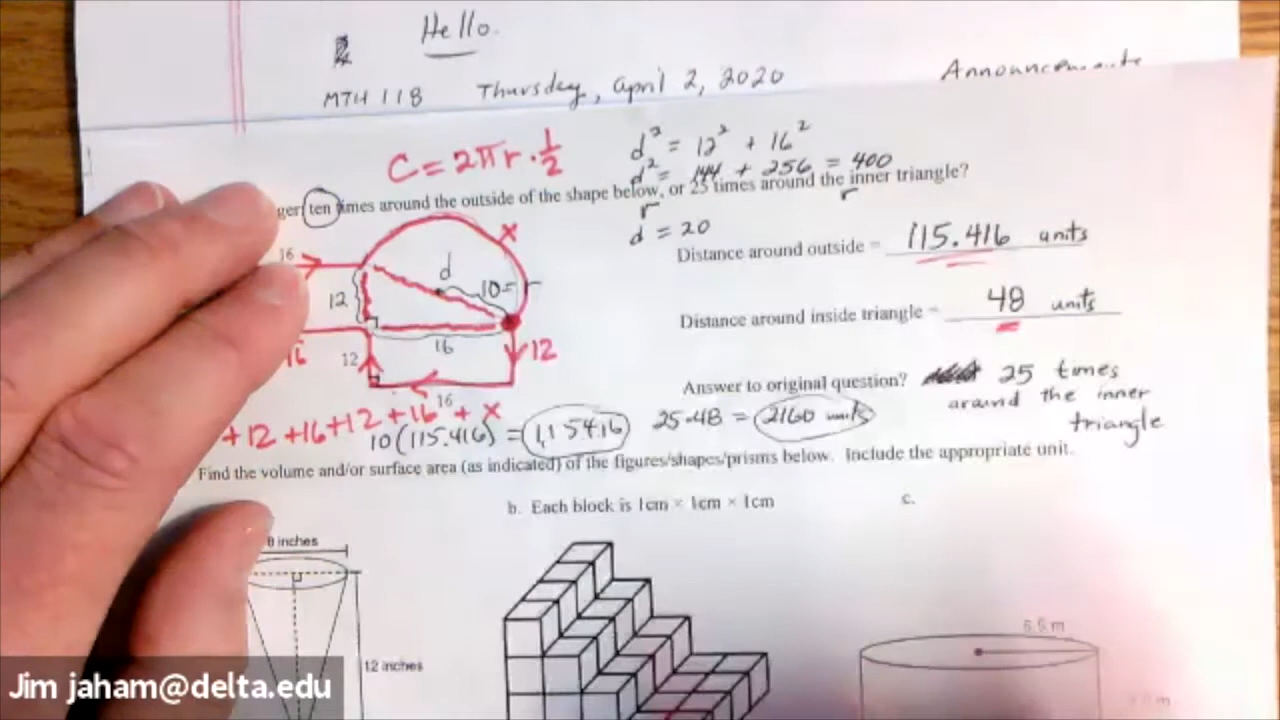 Hello.
MTH 118 Thursday, April 2, 2020
Announcements
C = 2πr · 1/2
d² = 12² + 16²
d² = 144 + 256 = 400
ten times around the outside of the shape below, or 25 times around the inner triangle?
r
r
d = 20
Distance around outside = 115.416 units
16
x
d
10 = r
12
16
Distance around inside triangle = 48 units
16
12
12
16
Answer to original question? 25 times
around the inner
triangle
+ 12 + 16 + 12 + 16 + x
10(115.416) = 1,154.16
25·48 = 2160 units
Find the volume and/or surface area (as indicated) of the figures/shapes/prisms below. Include the appropriate unit.
b. Each block is 1cm × 1cm × 1cm
c.
8 inches
12 inches
Jim jaham@delta.edu